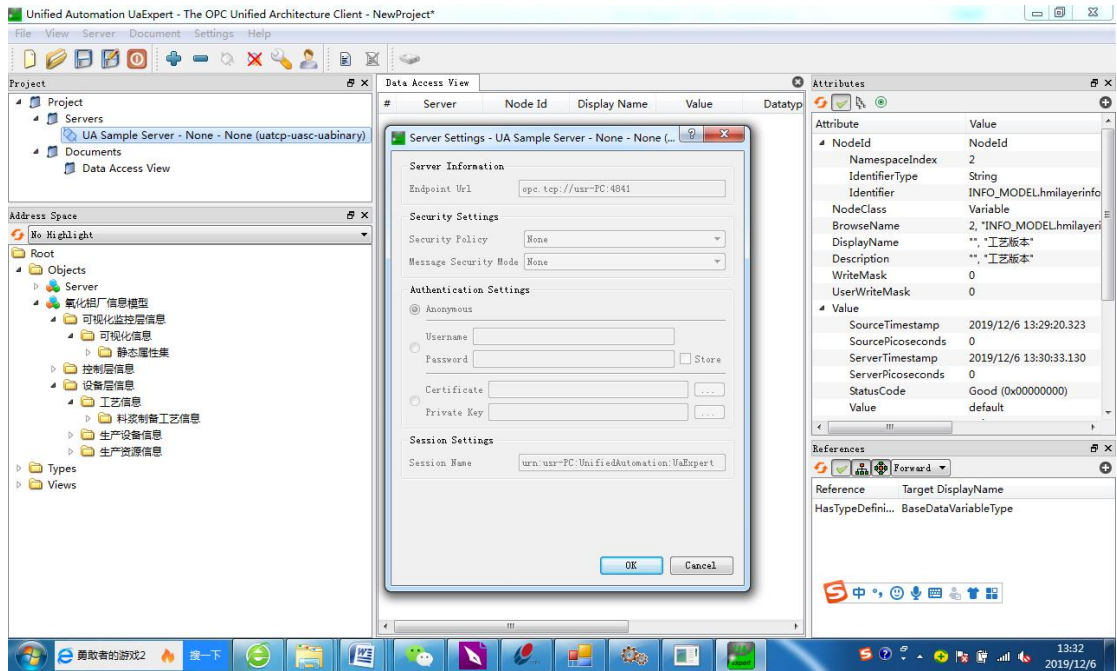 Unified Automation UaExpert - The OPC Unified Architecture Client - NewProject*
File View Server Document Settings Help
Project
Project
Servers
UA Sample Server - None - None (uatcp-uasc-uabinary)
Documents
Data Access View
Address Space
No Highlight
Root
Objects
Server
氧化铝厂信息模型
可视化监控层信息
可视化信息
静态属性集
控制层信息
设备层信息
工艺信息
料浆制备工艺信息
生产设备信息
生产资源信息
Types
Views
Data Access View
# Server Node Id Display Name Value Datatyp
Server Settings - UA Sample Server - None - None (...
Server Information
Endpoint Url opc.tcp://usr-PC:4841
Security Settings
Security Policy None
Message Security Mode None
Authentication Settings
Anonymous
Username
Password Store
Certificate ...
Private Key ...
Session Settings
Session Name urn:usr-PC:UnifiedAutomation:UaExpert
OK Cancel
Attributes
Attribute Value
NodeId NodeId
NamespaceIndex 2
IdentifierType String
Identifier INFO_MODEL.hmilayerinfo
NodeClass Variable
BrowseName 2, "INFO_MODEL.hmilayeri
DisplayName "", "工艺版本"
Description "", "工艺版本"
WriteMask 0
UserWriteMask 0
Value
SourceTimestamp 2019/12/6 13:29:20.323
SourcePicoseconds 0
ServerTimestamp 2019/12/6 13:30:33.130
ServerPicoseconds 0
StatusCode Good (0x00000000)
Value default
References
Forward
Reference Target DisplayName
HasTypeDefini... BaseDataVariableType
中
勇敢者的游戏2 搜一下
expert
13:32
2019/12/6